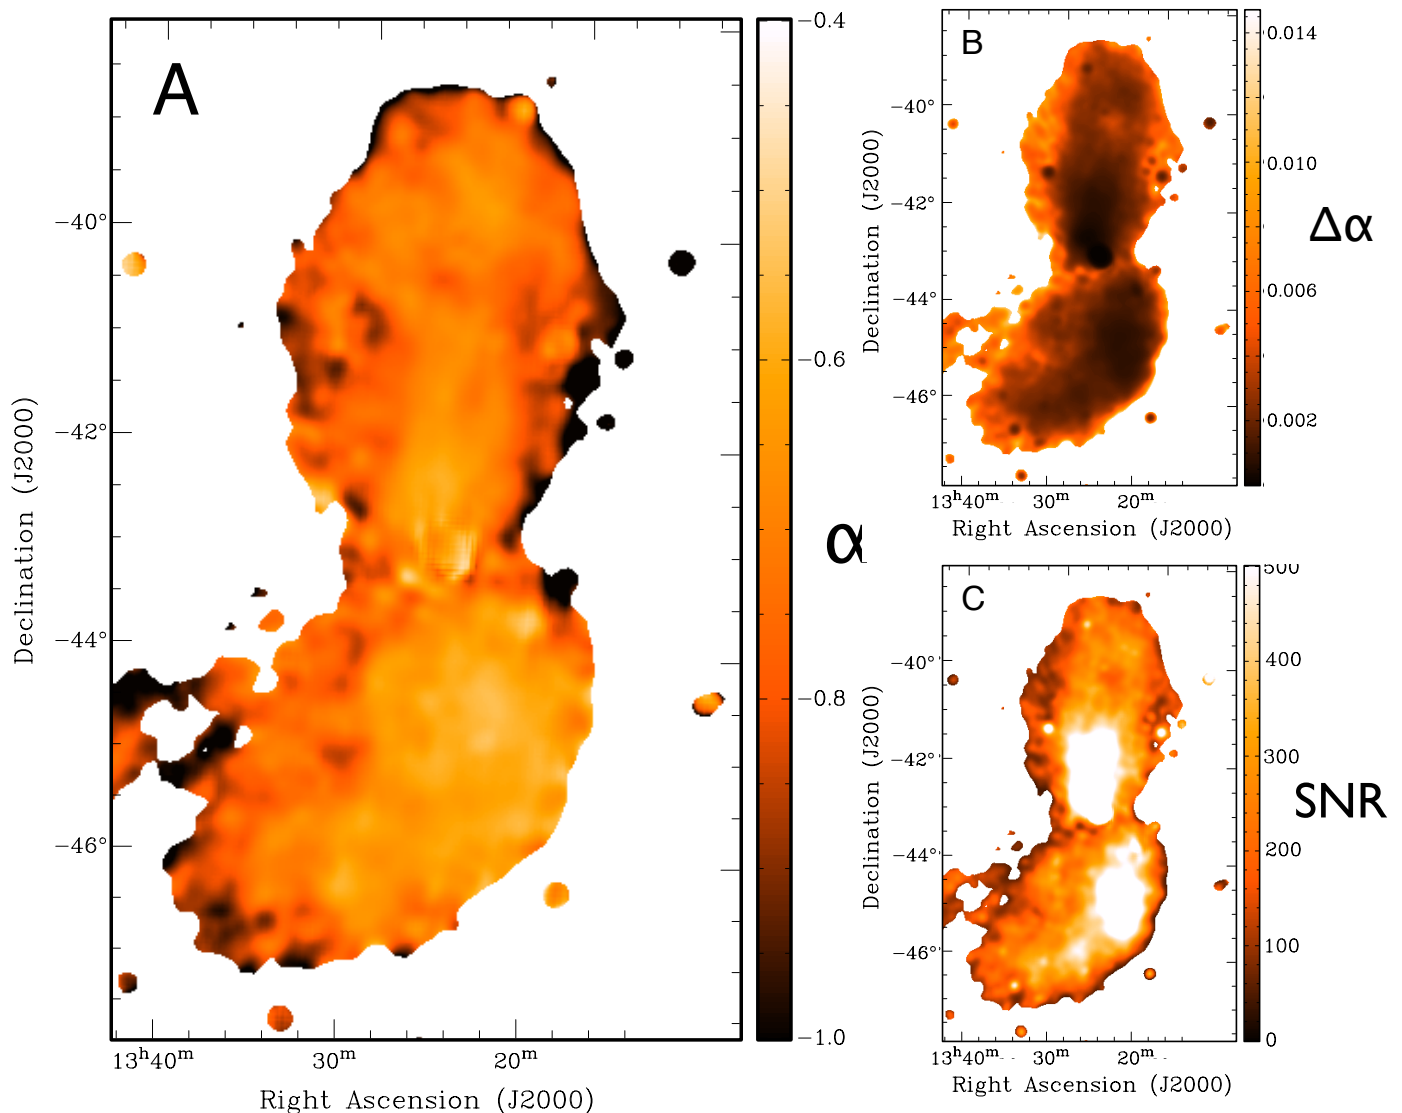 A
−0.4
−0.6
−0.8
−1.0
α
−40°
−42°
−44°
−46°
Declination (J2000)
13ʰ40ᵐ 30ᵐ 20ᵐ
Right Ascension (J2000)
B
0.014
0.010
0.006
0.002
Δα
−40°
−42°
−44°
−46°
Declination (J2000)
13ʰ40ᵐ 30ᵐ 20ᵐ
Right Ascension (J2000)
C
500
400
300
200
100
0
SNR
−40°
−42°
−44°
−46°
Declination (J2000)
13ʰ40ᵐ 30ᵐ 20ᵐ
Right Ascension (J2000)